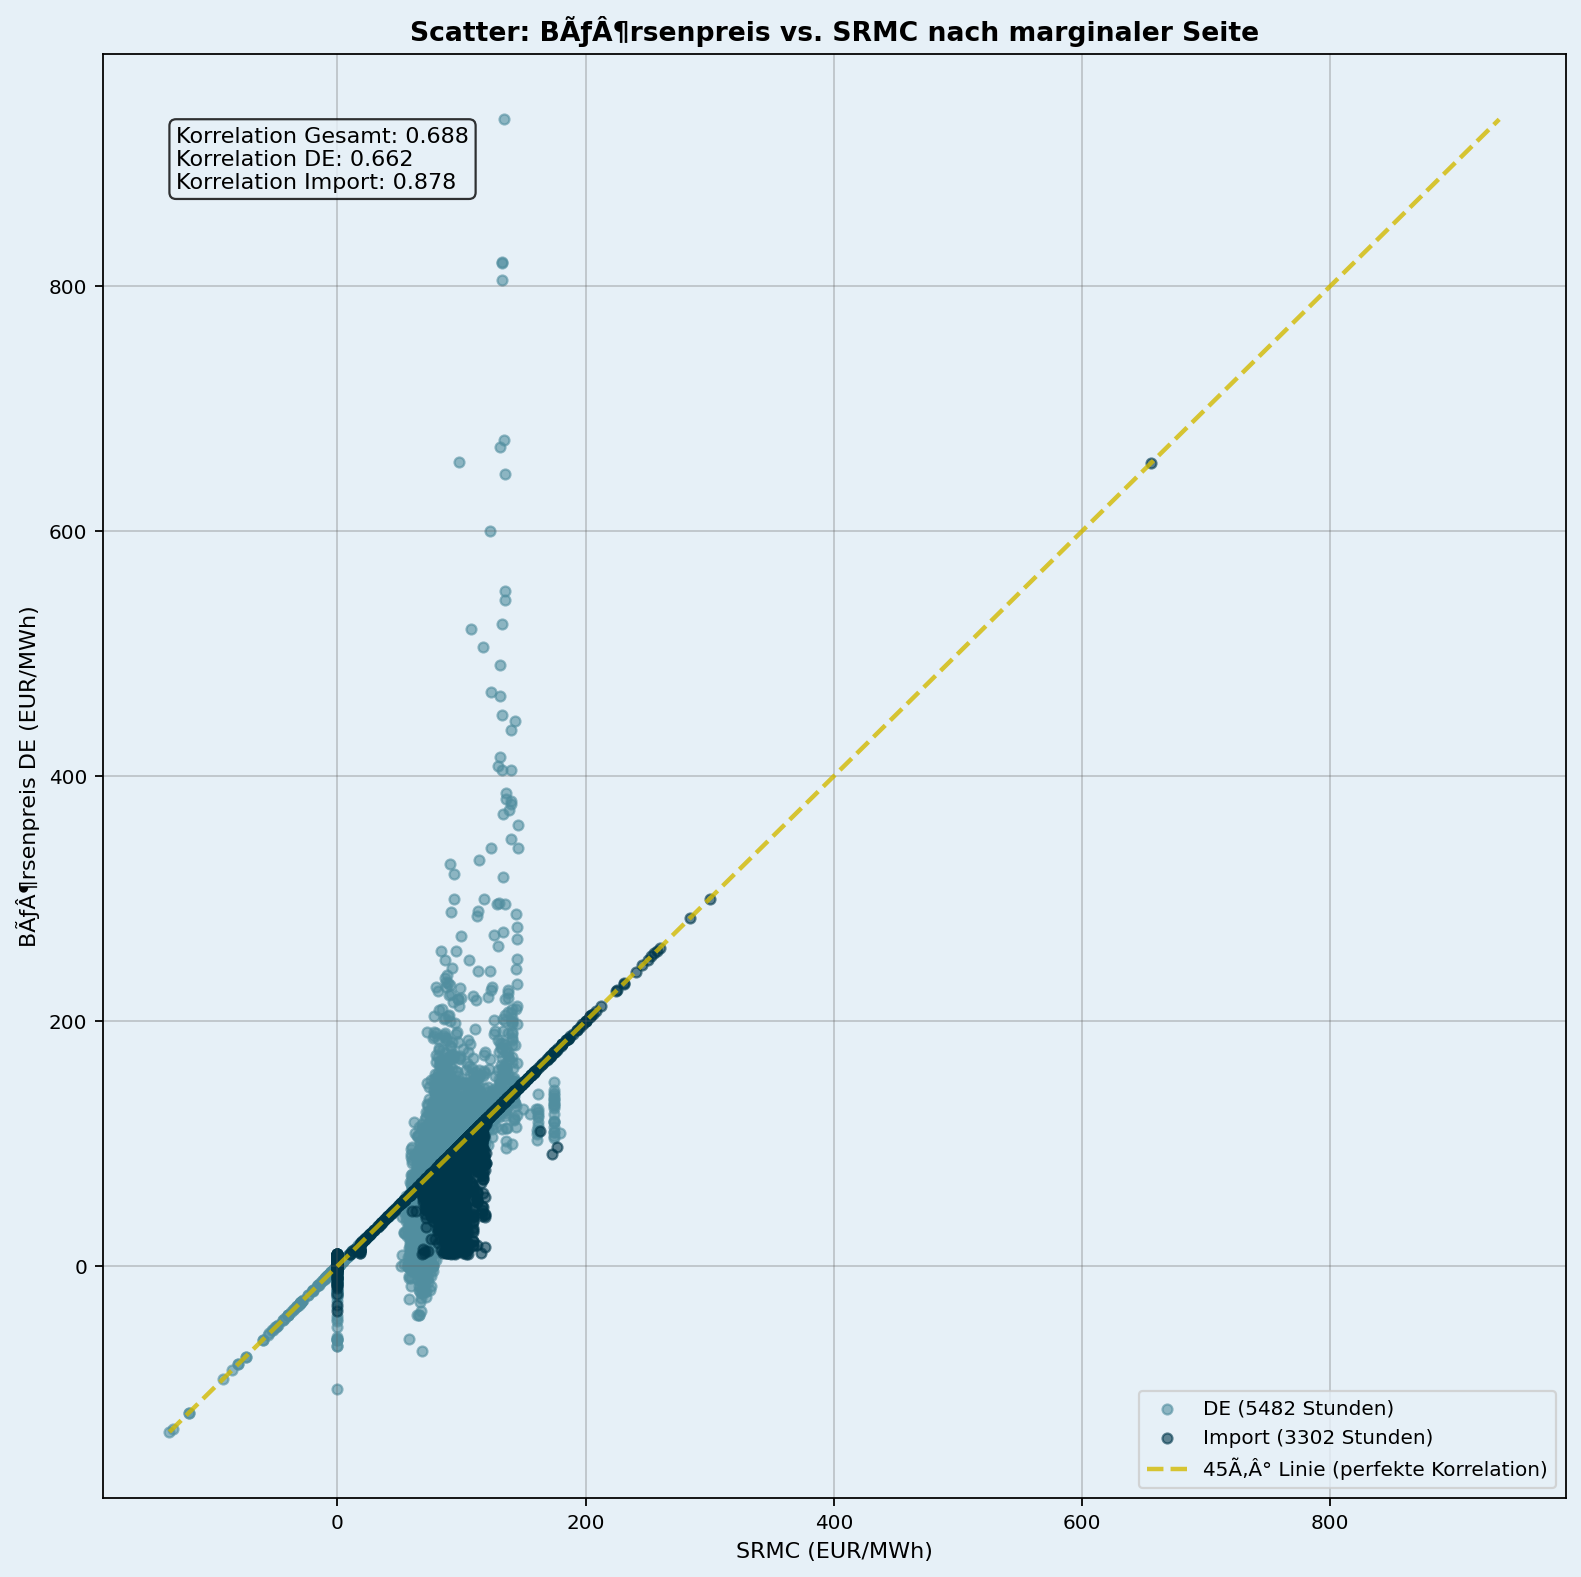 Scatter: BÃƒÂ¶rsenpreis vs. SRMC nach marginaler Seite
Korrelation Gesamt: 0.688
Korrelation DE: 0.662
Korrelation Import: 0.878
BÃƒÂ¶rsenpreis DE (EUR/MWh)
800
600
400
200
0
DE (5482 Stunden)
Import (3302 Stunden)
45Ã‚Â° Linie (perfekte Korrelation)
0 200 400 600 800
SRMC (EUR/MWh)